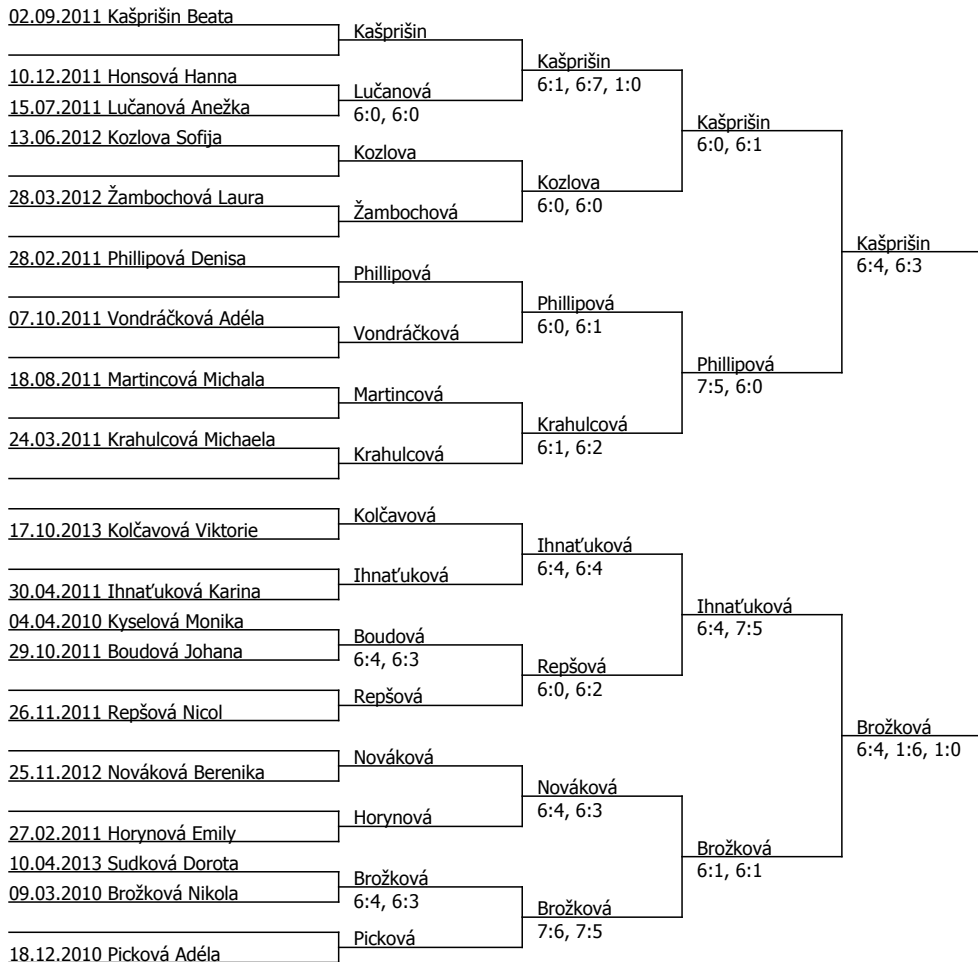 02.09.2011 Kašprišin Beata
10.12.2011 Honsová Hanna
15.07.2011 Lučanová Anežka
13.06.2012 Kozlova Sofija
28.03.2012 Žambochová Laura
28.02.2011 Phillipová Denisa
07.10.2011 Vondráčková Adéla
18.08.2011 Martincová Michala
24.03.2011 Krahulcová Michaela
17.10.2013 Kolčavová Viktorie
30.04.2011 Ihnaťuková Karina
04.04.2010 Kyselová Monika
29.10.2011 Boudová Johana
26.11.2011 Repšová Nicol
25.11.2012 Nováková Berenika
27.02.2011 Horynová Emily
10.04.2013 Sudková Dorota
09.03.2010 Brožková Nikola
18.12.2010 Picková Adéla
Kašprišin
Lučanová
6:0, 6:0
Kozlova
Žambochová
Phillipová
Vondráčková
Martincová
Krahulcová
Kolčavová
Ihnaťuková
Boudová
6:4, 6:3
Repšová
Nováková
Horynová
Brožková
6:4, 6:3
Picková
Kašprišin
6:1, 6:7, 1:0
Kozlova
6:0, 6:0
Phillipová
6:0, 6:1
Krahulcová
6:1, 6:2
Ihnaťuková
6:4, 6:4
Repšová
6:0, 6:2
Nováková
6:4, 6:3
Brožková
7:6, 7:5
Kašprišin
6:0, 6:1
Phillipová
7:5, 6:0
Ihnaťuková
6:4, 7:5
Brožková
6:1, 6:1
Kašprišin
6:4, 6:3
Brožková
6:4, 1:6, 1:0